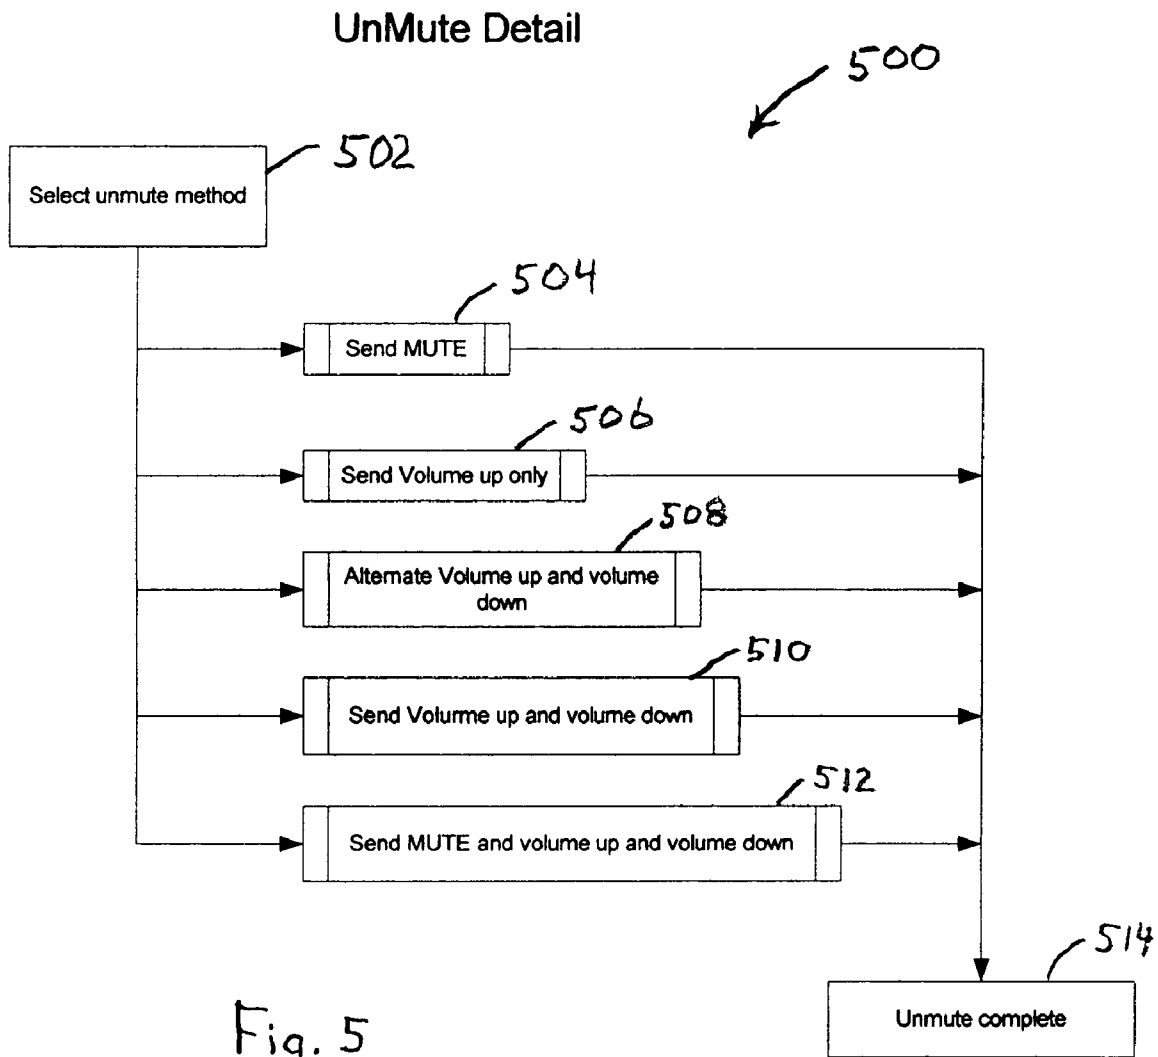 UnMute Detail
500
502
Select unmute method
504
Send MUTE
506
Send Volume up only
508
Alternate Volume up and volume
down
510
Send Volurme up and volume down
512
Send MUTE and volume up and volume down
514
Unmute complete
Fig. 5